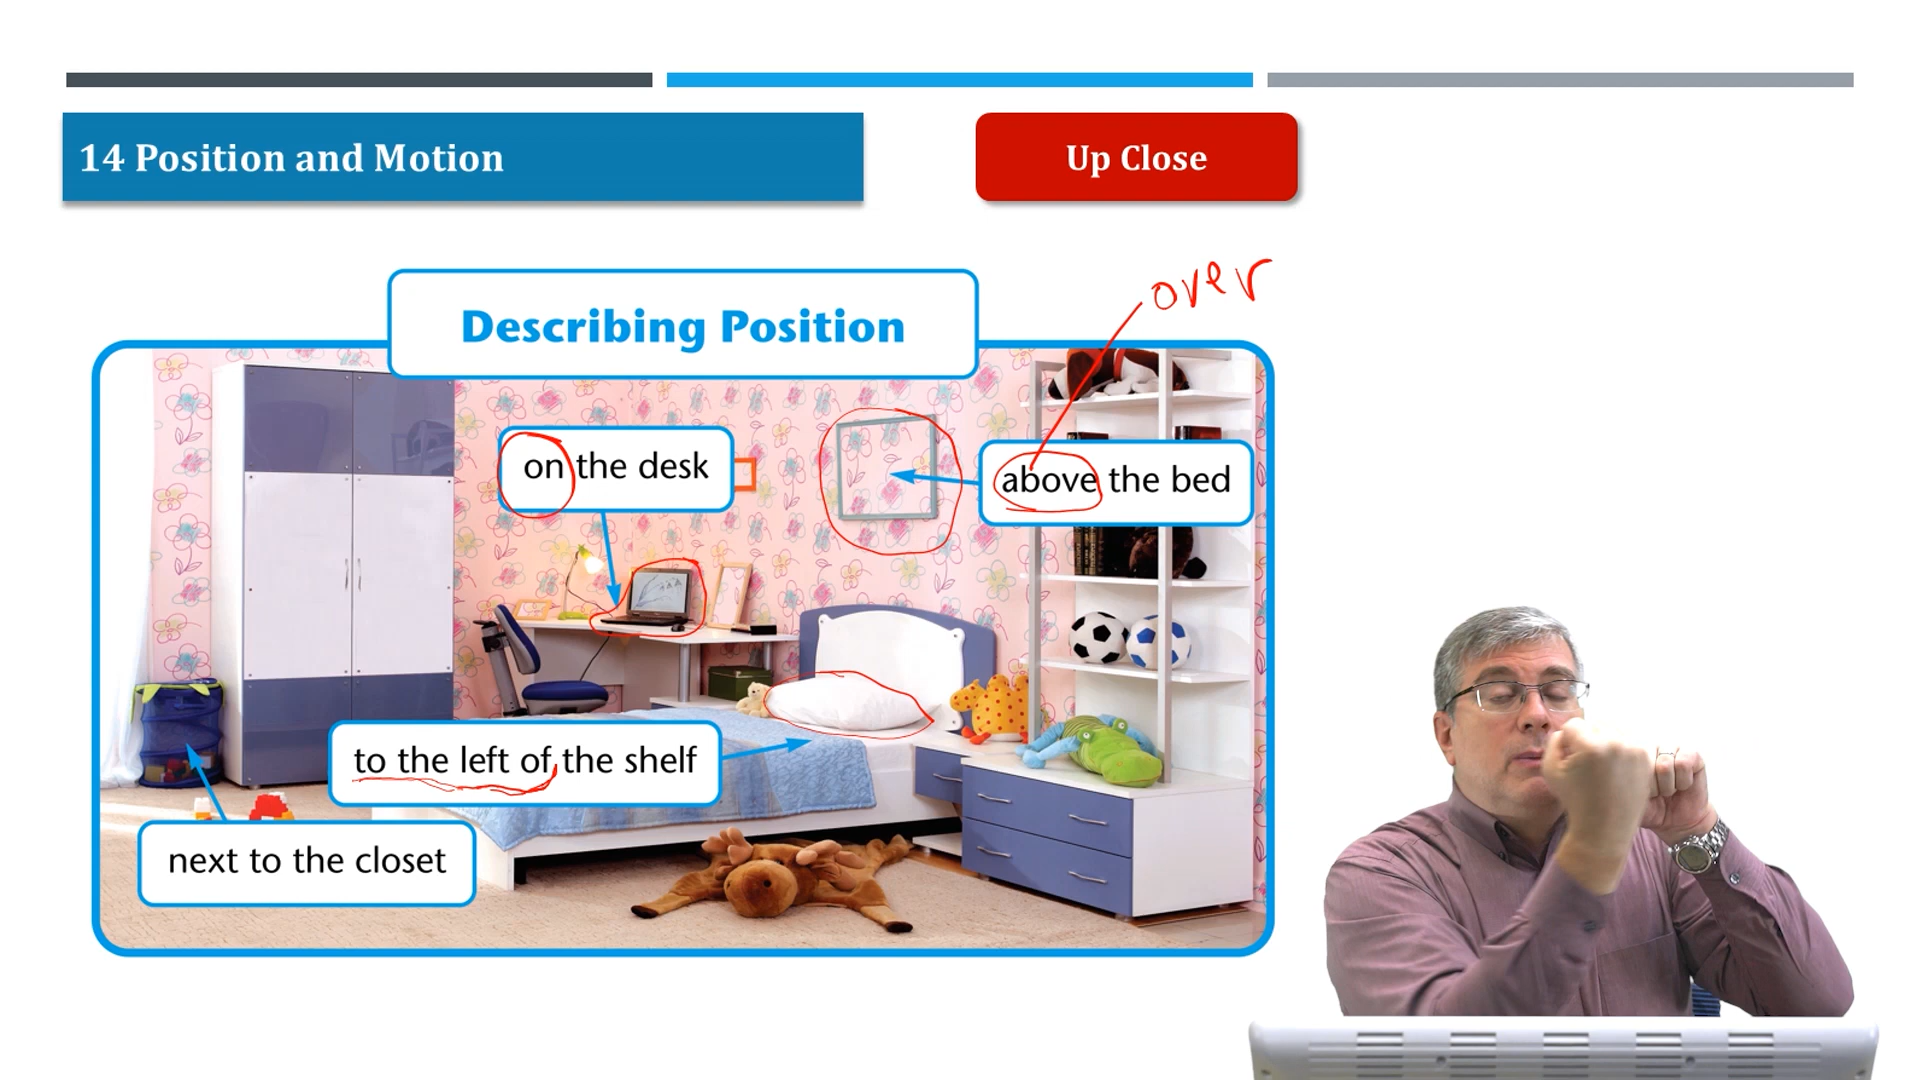 14 Position and Motion
Up Close
over
Describing Position
on the desk
above the bed
to the left of the shelf
next to the closet